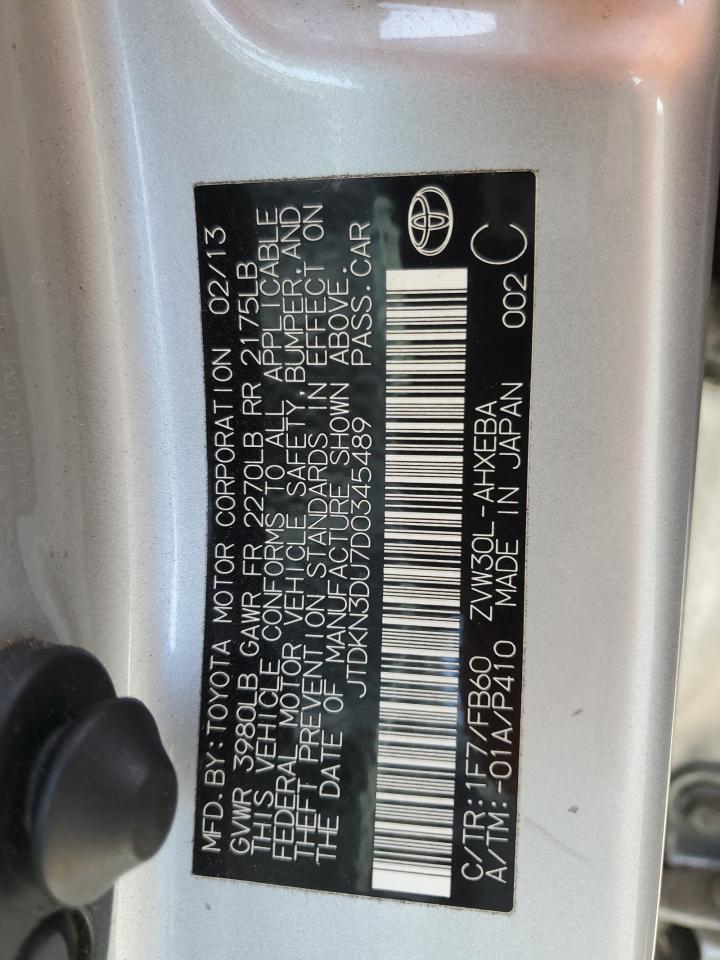 MFD.BY:TOYOTA MOTOR CORPORATION 02/13
GVWR 3980LB GAWR FR 2270LB RR 2175LB
THIS VEHICLE CONFORMS TO ALL APPLICABLE
FEDERAL MOTOR VEHICLE SAFETY,BUMPER,AND
THEFT PREVENTION STANDARDS IN EFFECT ON
THE DATE OF MANUFACTURE SHOWN ABOVE.
JTDKN3DU7D0345489 PASS.CAR
C/TR:1F7/FB60 ZVW30L-AHXEBA 002 C
A/TM:-01A/P410 MADE IN JAPAN